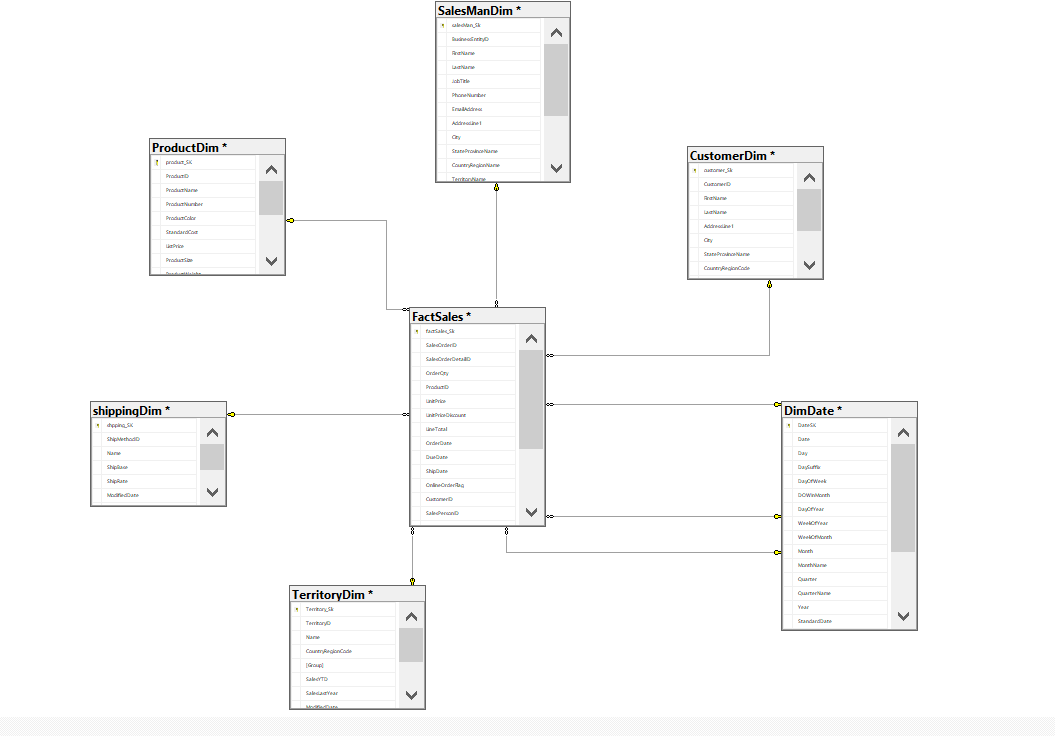 SalesManDim *
salesMan_Sk
BusinessEntityID
FirstName
LastName
JobTitle
PhoneNumber
EmailAddress
AddressLine1
City
StateProvinceName
CountryRegionName
TerritoryName
ProductDim *
product_SK
ProductID
ProductName
ProductNumber
ProductColor
StandardCost
ListPrice
ProductSize
ProductWeight
CustomerDim *
customer_Sk
CustomerID
FirstName
LastName
AddressLine1
City
StateProvinceName
CountryRegionCode
FactSales *
factSales_Sk
SalesOrderID
SalesOrderDetailID
OrderQty
ProductID
UnitPrice
UnitPriceDiscount
LineTotal
OrderDate
DueDate
ShipDate
OnlineOrderFlag
CustomerID
SalesPersonID
shippingDim *
shipping_SK
ShipMethodID
Name
ShipBase
ShipRate
ModifiedDate
DimDate *
DateSK
Date
Day
DaySuffix
DayOfWeek
DOWInMonth
DayOfYear
WeekOfYear
WeekOfMonth
Month
MonthName
Quarter
QuarterName
Year
StandardDate
TerritoryDim *
Territory_Sk
TerritoryID
Name
CountryRegionCode
[Group]
SalesYTD
SalesLastYear
ModifiedDate